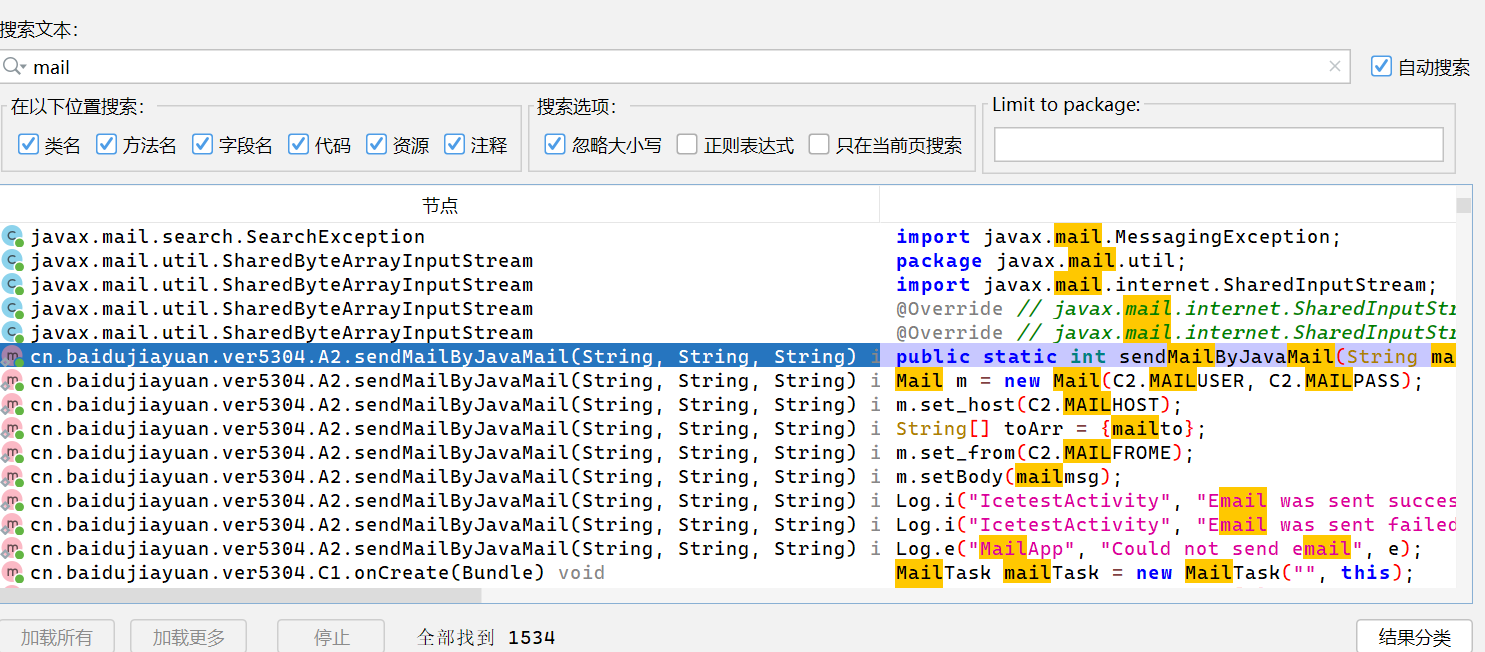 搜索文本：
mail
自动搜索
在以下位置搜索： 搜索选项： Limit to package:
类名 方法名 字段名 代码 资源 注释 忽略大小写 正则表达式 只在当前页搜索
节点
javax.mail.search.SearchException import javax.mail.MessagingException;
javax.mail.util.SharedByteArrayInputStream package javax.mail.util;
javax.mail.util.SharedByteArrayInputStream import javax.mail.internet.SharedInputStream;
javax.mail.util.SharedByteArrayInputStream @Override // javax.mail.internet.SharedInputStr
javax.mail.util.SharedByteArrayInputStream @Override // javax.mail.internet.SharedInputStr
cn.baidujiayuan.ver5304.A2.sendMailByJavaMail(String, String, String) i public static int sendMailByJavaMail(String ma
cn.baidujiayuan.ver5304.A2.sendMailByJavaMail(String, String, String) i Mail m = new Mail(C2.MAILUSER, C2.MAILPASS);
cn.baidujiayuan.ver5304.A2.sendMailByJavaMail(String, String, String) i m.set_host(C2.MAILHOST);
cn.baidujiayuan.ver5304.A2.sendMailByJavaMail(String, String, String) i String[] toArr = {mailto};
cn.baidujiayuan.ver5304.A2.sendMailByJavaMail(String, String, String) i m.set_from(C2.MAILFROME);
cn.baidujiayuan.ver5304.A2.sendMailByJavaMail(String, String, String) i m.setBody(mailmsg);
cn.baidujiayuan.ver5304.A2.sendMailByJavaMail(String, String, String) i Log.i("IcetestActivity", "Email was sent succes
cn.baidujiayuan.ver5304.A2.sendMailByJavaMail(String, String, String) i Log.i("IcetestActivity", "Email was sent failed
cn.baidujiayuan.ver5304.A2.sendMailByJavaMail(String, String, String) i Log.e("MailApp", "Could not send email", e);
cn.baidujiayuan.ver5304.C1.onCreate(Bundle) void MailTask mailTask = new MailTask("", this);
加载所有 加载更多 停止 全部找到 1534 结果分类